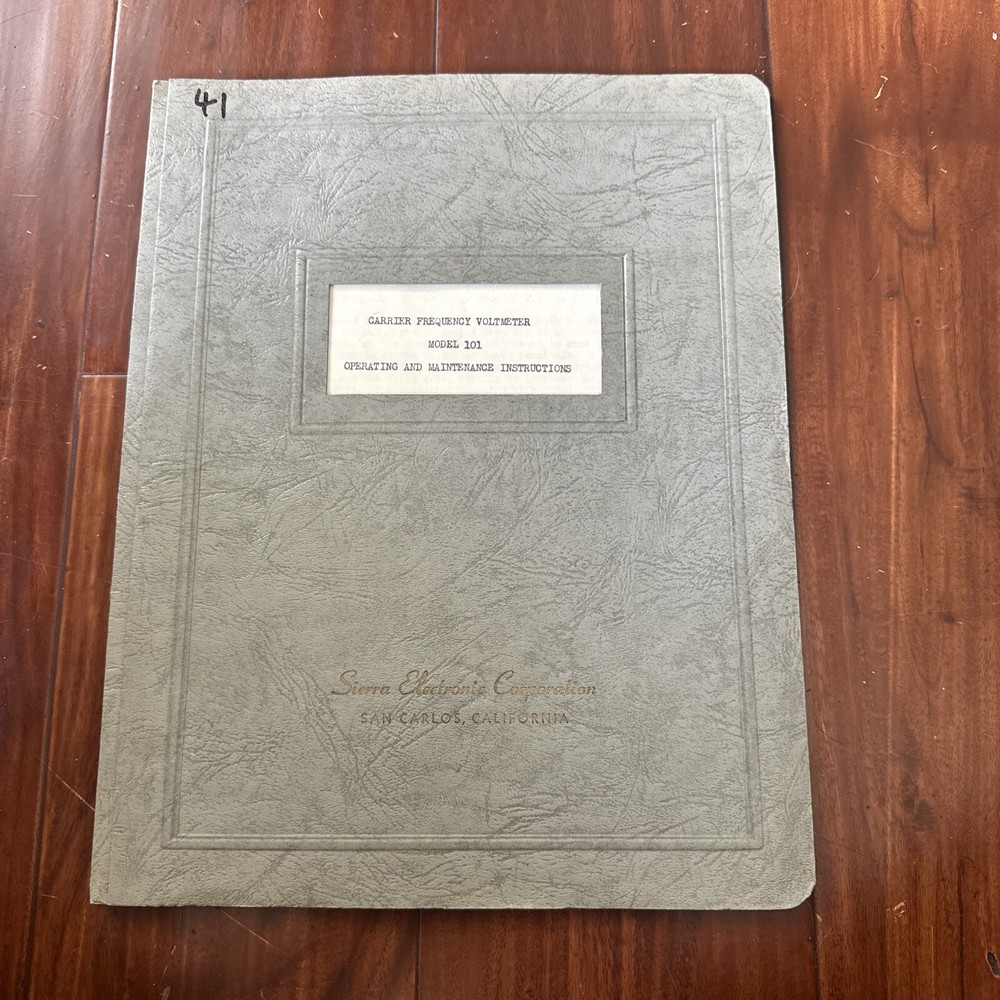 41
CARRIER FREQUENCY VOLTMETER
MODEL 101
OPERATING AND MAINTENANCE INSTRUCTIONS
Sierra Electronic Corporation
SAN CARLOS, CALIFORNIA